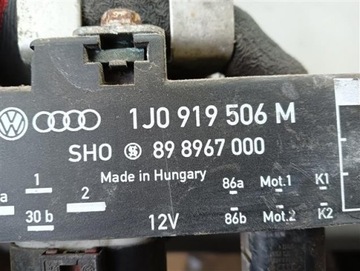 1J0 919 506 M
SHO 89 8967 000
Made in Hungary
a 1 2 86a Mot.1 K1
30 b 12V 86b Mot.2 K2